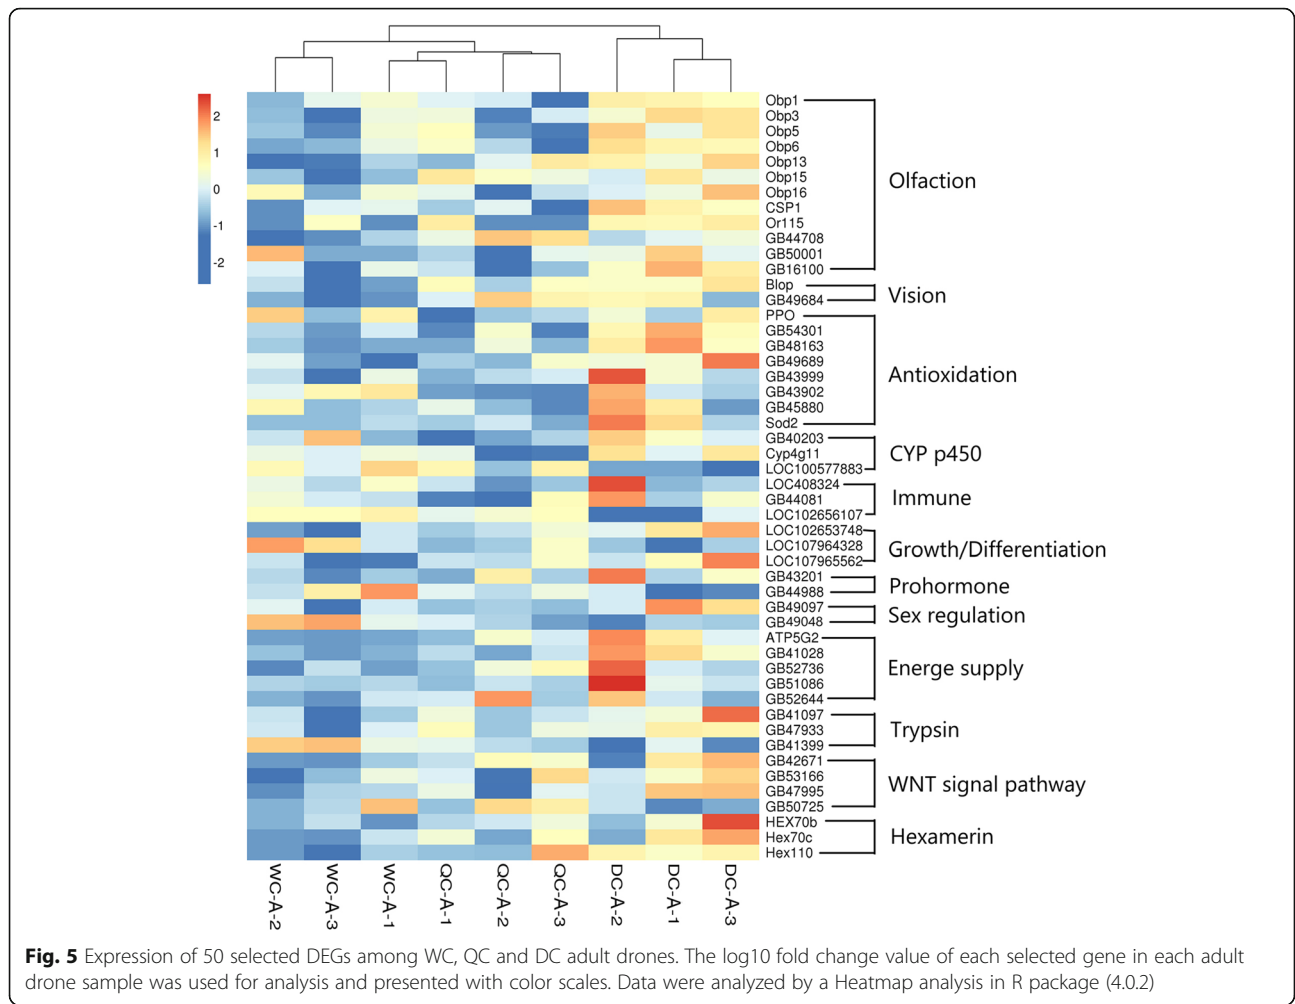 2
1
0
-1
-2
Obp1
Obp3
Obp5
Obp6
Obp13
Obp15
Obp16
CSP1
Or115
GB44708
GB50001
GB16100
Blop
GB49684
PPO
GB54301
GB48163
GB49689
GB43999
GB43902
GB45880
Sod2
GB40203
Cyp4g11
LOC100577883
LOC408324
GB44081
LOC102656107
LOC102653748
LOC107964328
LOC107965562
GB43201
GB44988
GB49097
GB49048
ATP5G2
GB41028
GB52736
GB51086
GB52644
GB41097
GB47933
GB41399
GB42671
GB53166
GB47995
GB50725
HEX70b
Hex70c
Hex110
Olfaction
Vision
Antioxidation
CYP p450
Immune
Growth/Differentiation
Prohormone
Sex regulation
Energe supply
Trypsin
WNT signal pathway
Hexamerin
WC-A-2
WC-A-3
WC-A-1
QC-A-1
QC-A-2
QC-A-3
DC-A-2
DC-A-1
DC-A-3
Fig. 5 Expression of 50 selected DEGs among WC, QC and DC adult drones. The log10 fold change value of each selected gene in each adult
drone sample was used for analysis and presented with color scales. Data were analyzed by a Heatmap analysis in R package (4.0.2)